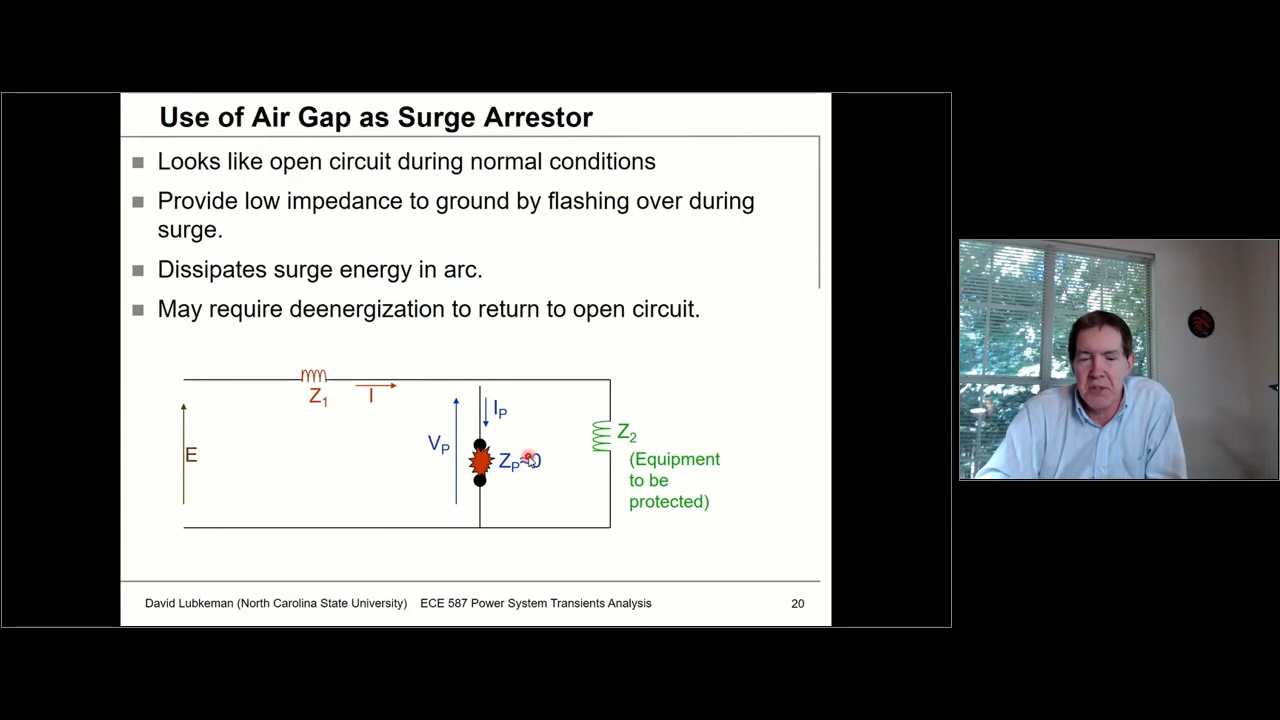 Use of Air Gap as Surge Arrestor
Looks like open circuit during normal conditions
Provide low impedance to ground by flashing over during
surge.
Dissipates surge energy in arc.
May require deenergization to return to open circuit.
Z1
I
IP
VP
E
ZP≈0
Z2
(Equipment
to be
protected)
David Lubkeman (North Carolina State University) ECE 587 Power System Transients Analysis 20